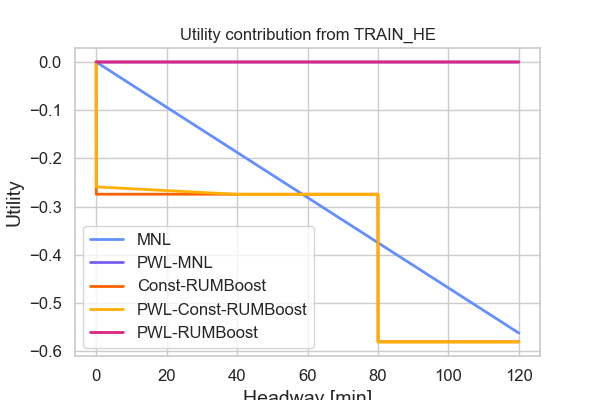 Utility contribution from TRAIN_HE
0.0
−0.1
−0.2
−0.3
−0.4
−0.5
−0.6
Utility
MNL
PWL-MNL
Const-RUMBoost
PWL-Const-RUMBoost
PWL-RUMBoost
0 20 40 60 80 100 120
Headway [min]